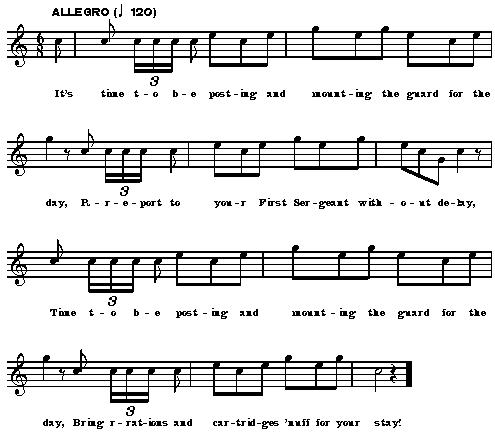 ALLEGRO (♩ 120)
6 8
3
It's time t-o b-e post-ing and mount-ing the guard for the
3
day, R-r-e-port to you-r First Ser-geant with-o-ut de-lay,
3
Time t-o b-e post-ing and mount-ing the guard for the
3
day, Bring r-rat-ions and car-trid-ges 'nuff for your stay!